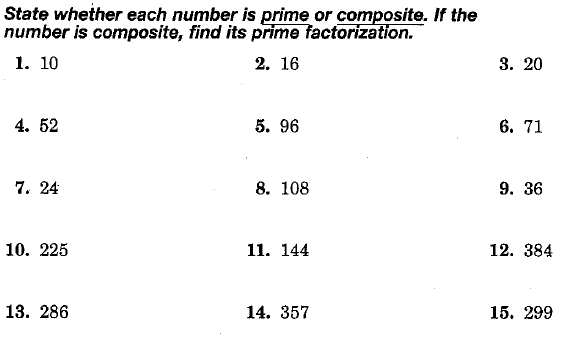 State whether each number is prime or composite. If the
number is composite, find its prime factorization.
1. 10 2. 16 3. 20
4. 52 5. 96 6. 71
7. 24 8. 108 9. 36
10. 225 11. 144 12. 384
13. 286 14. 357 15. 299